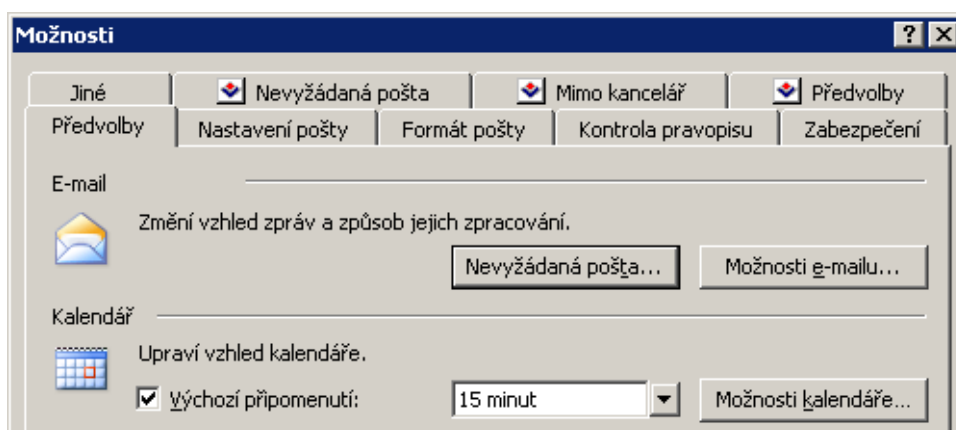 Možnosti
Jiné Nevyžádaná pošta Mimo kancelář Předvolby
Předvolby Nastavení pošty Formát pošty Kontrola pravopisu Zabezpečení
E-mail
Změní vzhled zpráv a způsob jejich zpracování.
Nevyžádaná pošta... Možnosti e-mailu...
Kalendář
Upraví vzhled kalendáře.
Výchozí připomenutí: 15 minut Možnosti kalendáře...